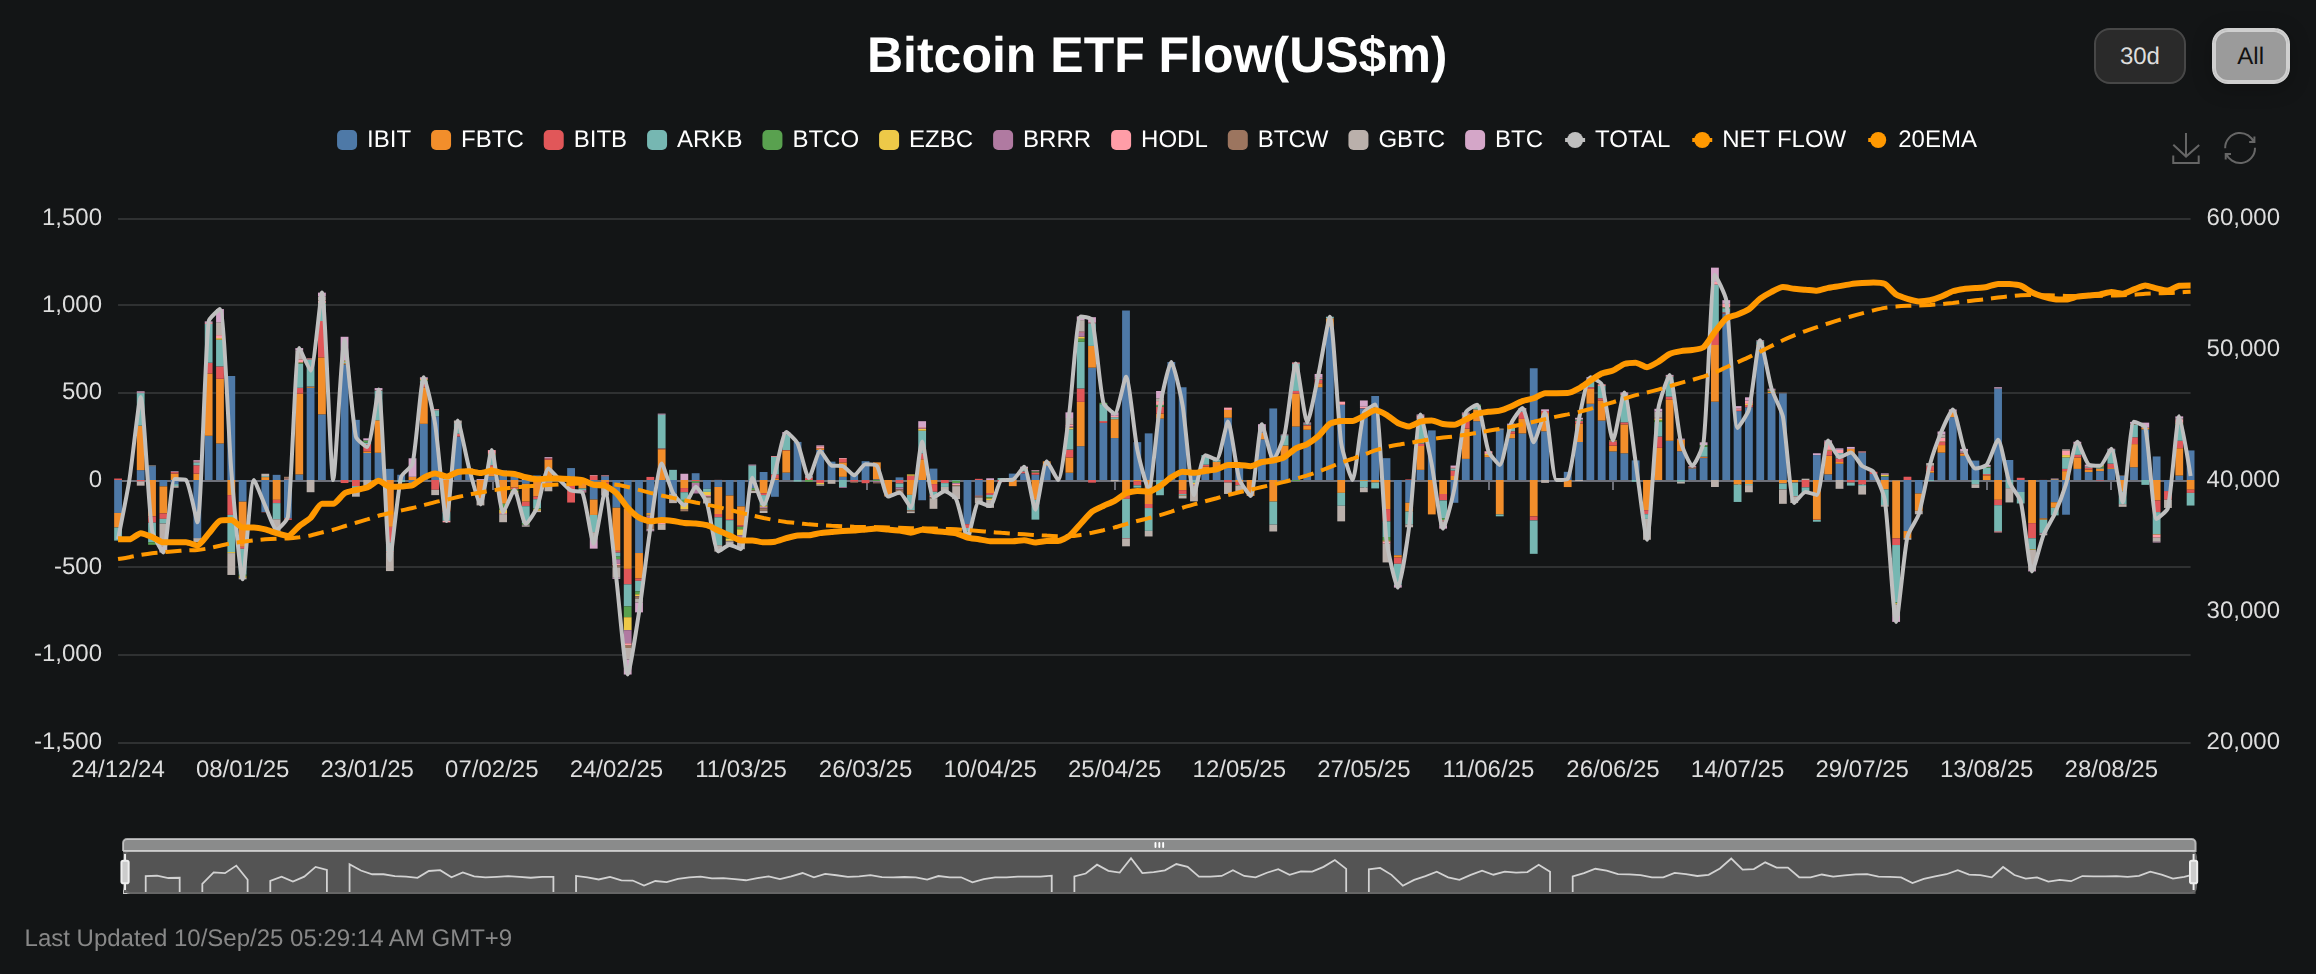 Bitcoin ETF Flow(US$m)
30d
All
IBIT FBTC BITB ARKB BTCO EZBC BRRR HODL BTCW GBTC BTC TOTAL NET FLOW 20EMA
1,500 60,000
1,000
50,000
500
0 40,000
-500
30,000
-1,000
-1,500 20,000
24/12/24 08/01/25 23/01/25 07/02/25 24/02/25 11/03/25 26/03/25 10/04/25 25/04/25 12/05/25 27/05/25 11/06/25 26/06/25 14/07/25 29/07/25 13/08/25 28/08/25
Last Updated 10/Sep/25 05:29:14 AM GMT+9